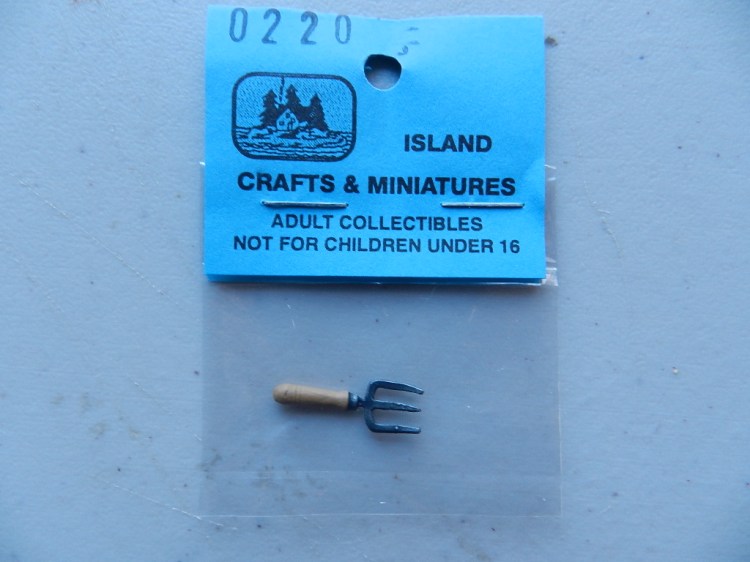 0220
ISLAND
CRAFTS & MINIATURES
ADULT COLLECTIBLES
NOT FOR CHILDREN UNDER 16